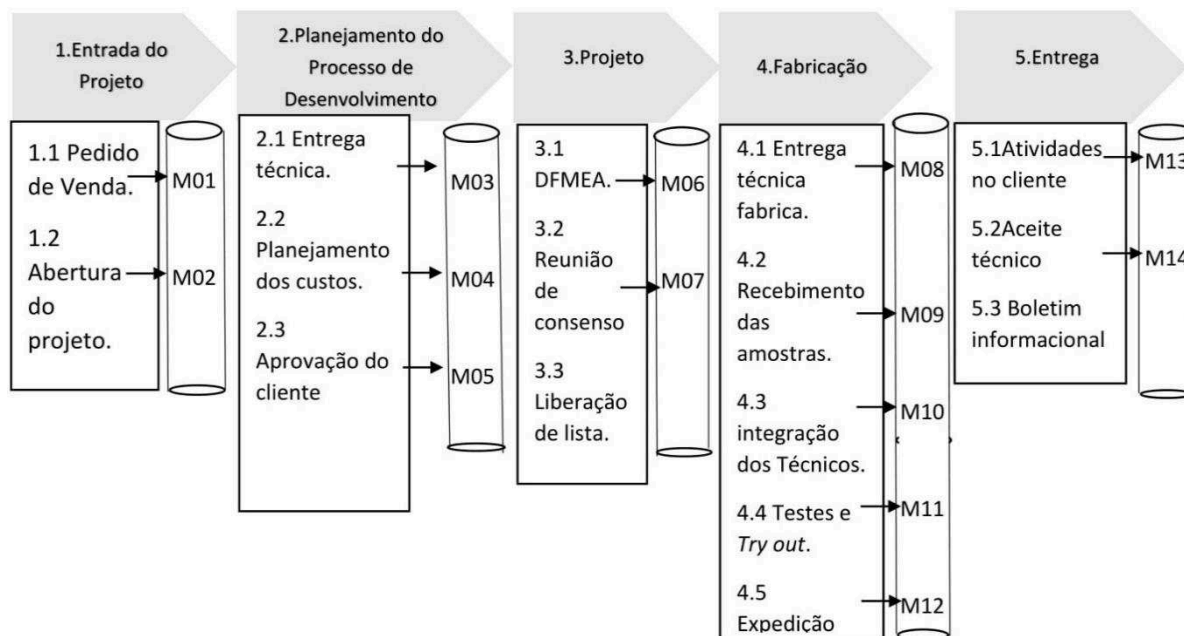 1.Entrada do
Projeto
2.Planejamento do
Processo de
Desenvolvimento
3.Projeto
4.Fabricação
5.Entrega
1.1 Pedido
de Venda.
M01
1.2
Abertura
do
projeto.
M02
2.1 Entrega
técnica.
M03
2.2
Planejamento
dos custos.
M04
2.3
Aprovação do
cliente
M05
3.1
DFMEA.
M06
3.2
Reunião
de
consenso
M07
3.3
Liberação
de lista.
4.1 Entrega
técnica
fabrica.
M08
4.2
Recebimento
das
amostras.
M09
4.3
integração
dos Técnicos.
M10
4.4 Testes e
Try out.
M11
4.5
Expedição
M12
5.1Atividades
no cliente
M13
5.2Aceite
técnico
M14
5.3 Boletim
informacional